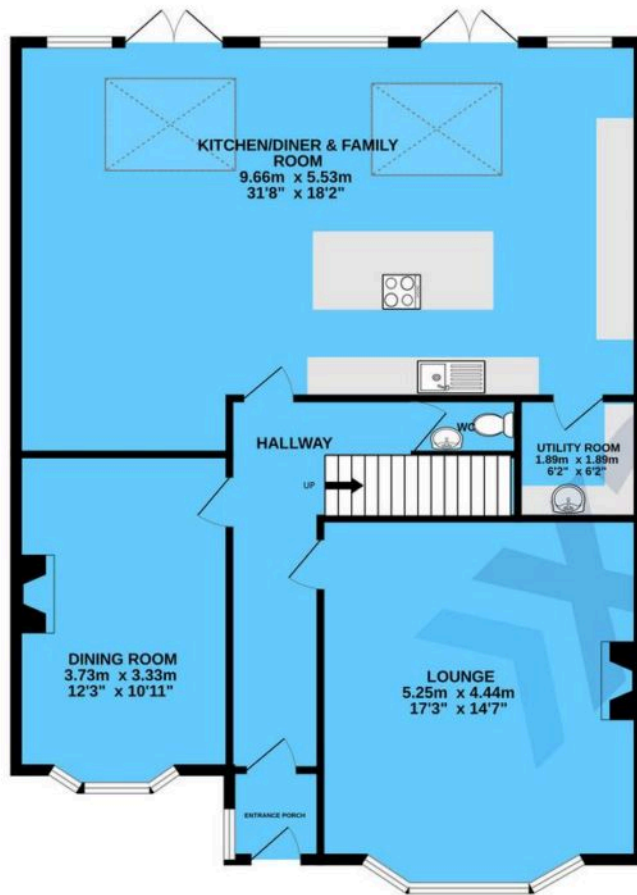 KITCHEN/DINER & FAMILY
ROOM
9.66m x 5.53m
31'8" x 18'2"
WC
HALLWAY
UTILITY ROOM
1.89m x 1.89m
6'2" x 6'2"
UP
DINING ROOM
3.73m x 3.33m
12'3" x 10'11"
LOUNGE
5.25m x 4.44m
17'3" x 14'7"
ENTRANCE PORCH